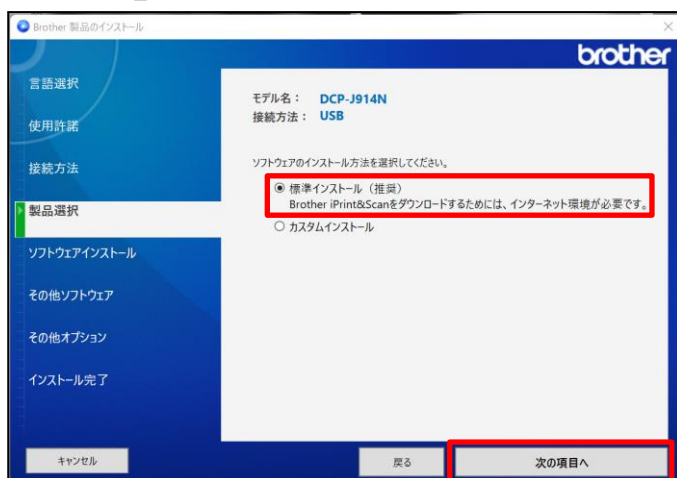 Brother 製品のインストール
brother
言語選択
使用許諾
接続方法
製品選択
ソフトウェアインストール
その他ソフトウェア
その他オプション
インストール完了
モデル名： DCP-J914N
接続方法： USB
ソフトウェアのインストール方法を選択してください。
標準インストール（推奨）
Brother iPrint&Scanをダウンロードするためには、インターネット環境が必要です。
カスタムインストール
キャンセル
戻る
次の項目へ